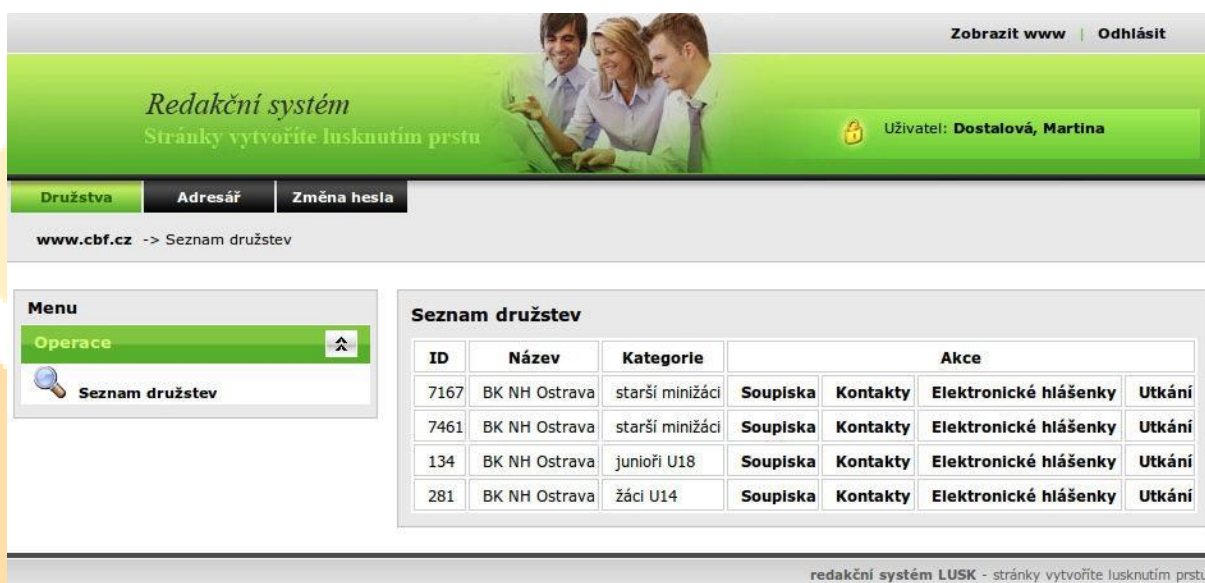 Zobrazit www | Odhlásit
Redakční systém
Stránky vytvoříte lusknutím prstu
Uživatel: Dostalová, Martina
Družstva Adresář Změna hesla
www.cbf.cz -> Seznam družstev
Menu
Operace
Seznam družstev
Seznam družstev
ID Název Kategorie Akce
7167 BK NH Ostrava starší minižáci Soupiska Kontakty Elektronické hlášenky Utkání
7461 BK NH Ostrava starší minižáci Soupiska Kontakty Elektronické hlášenky Utkání
134 BK NH Ostrava junioři U18 Soupiska Kontakty Elektronické hlášenky Utkání
281 BK NH Ostrava žáci U14 Soupiska Kontakty Elektronické hlášenky Utkání
redakční systém LUSK - stránky vytvoříte lusknutím prstu